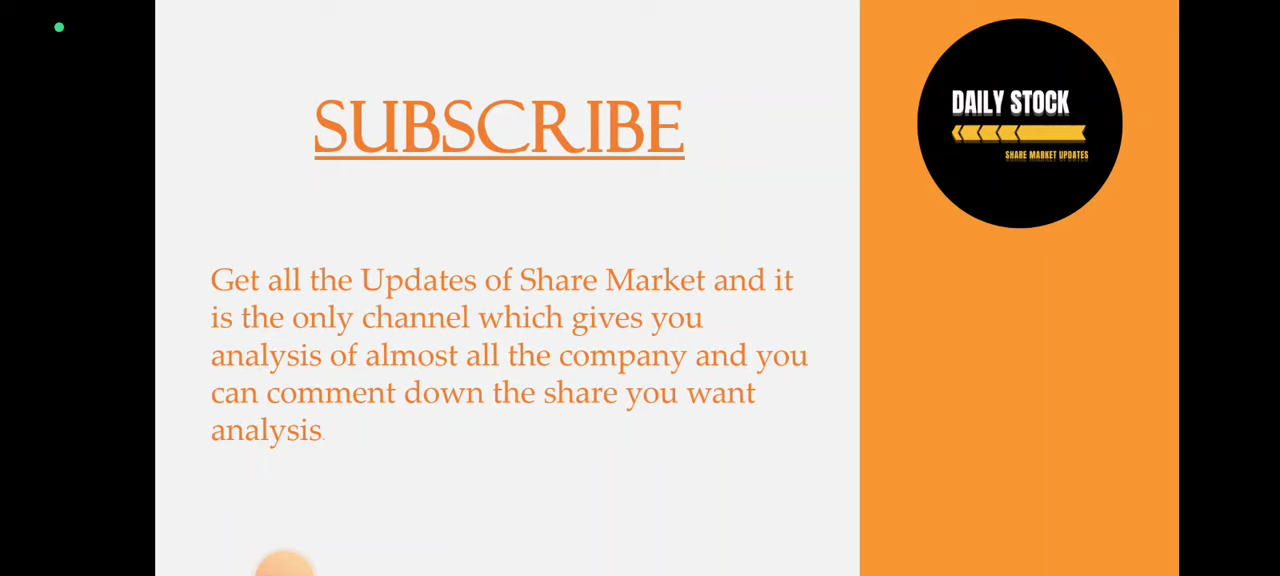 SUBSCRIBE
DAILY STOCK
SHARE MARKET UPDATES
Get all the Updates of Share Market and it
is the only channel which gives you
analysis of almost all the company and you
can comment down the share you want
analysis.